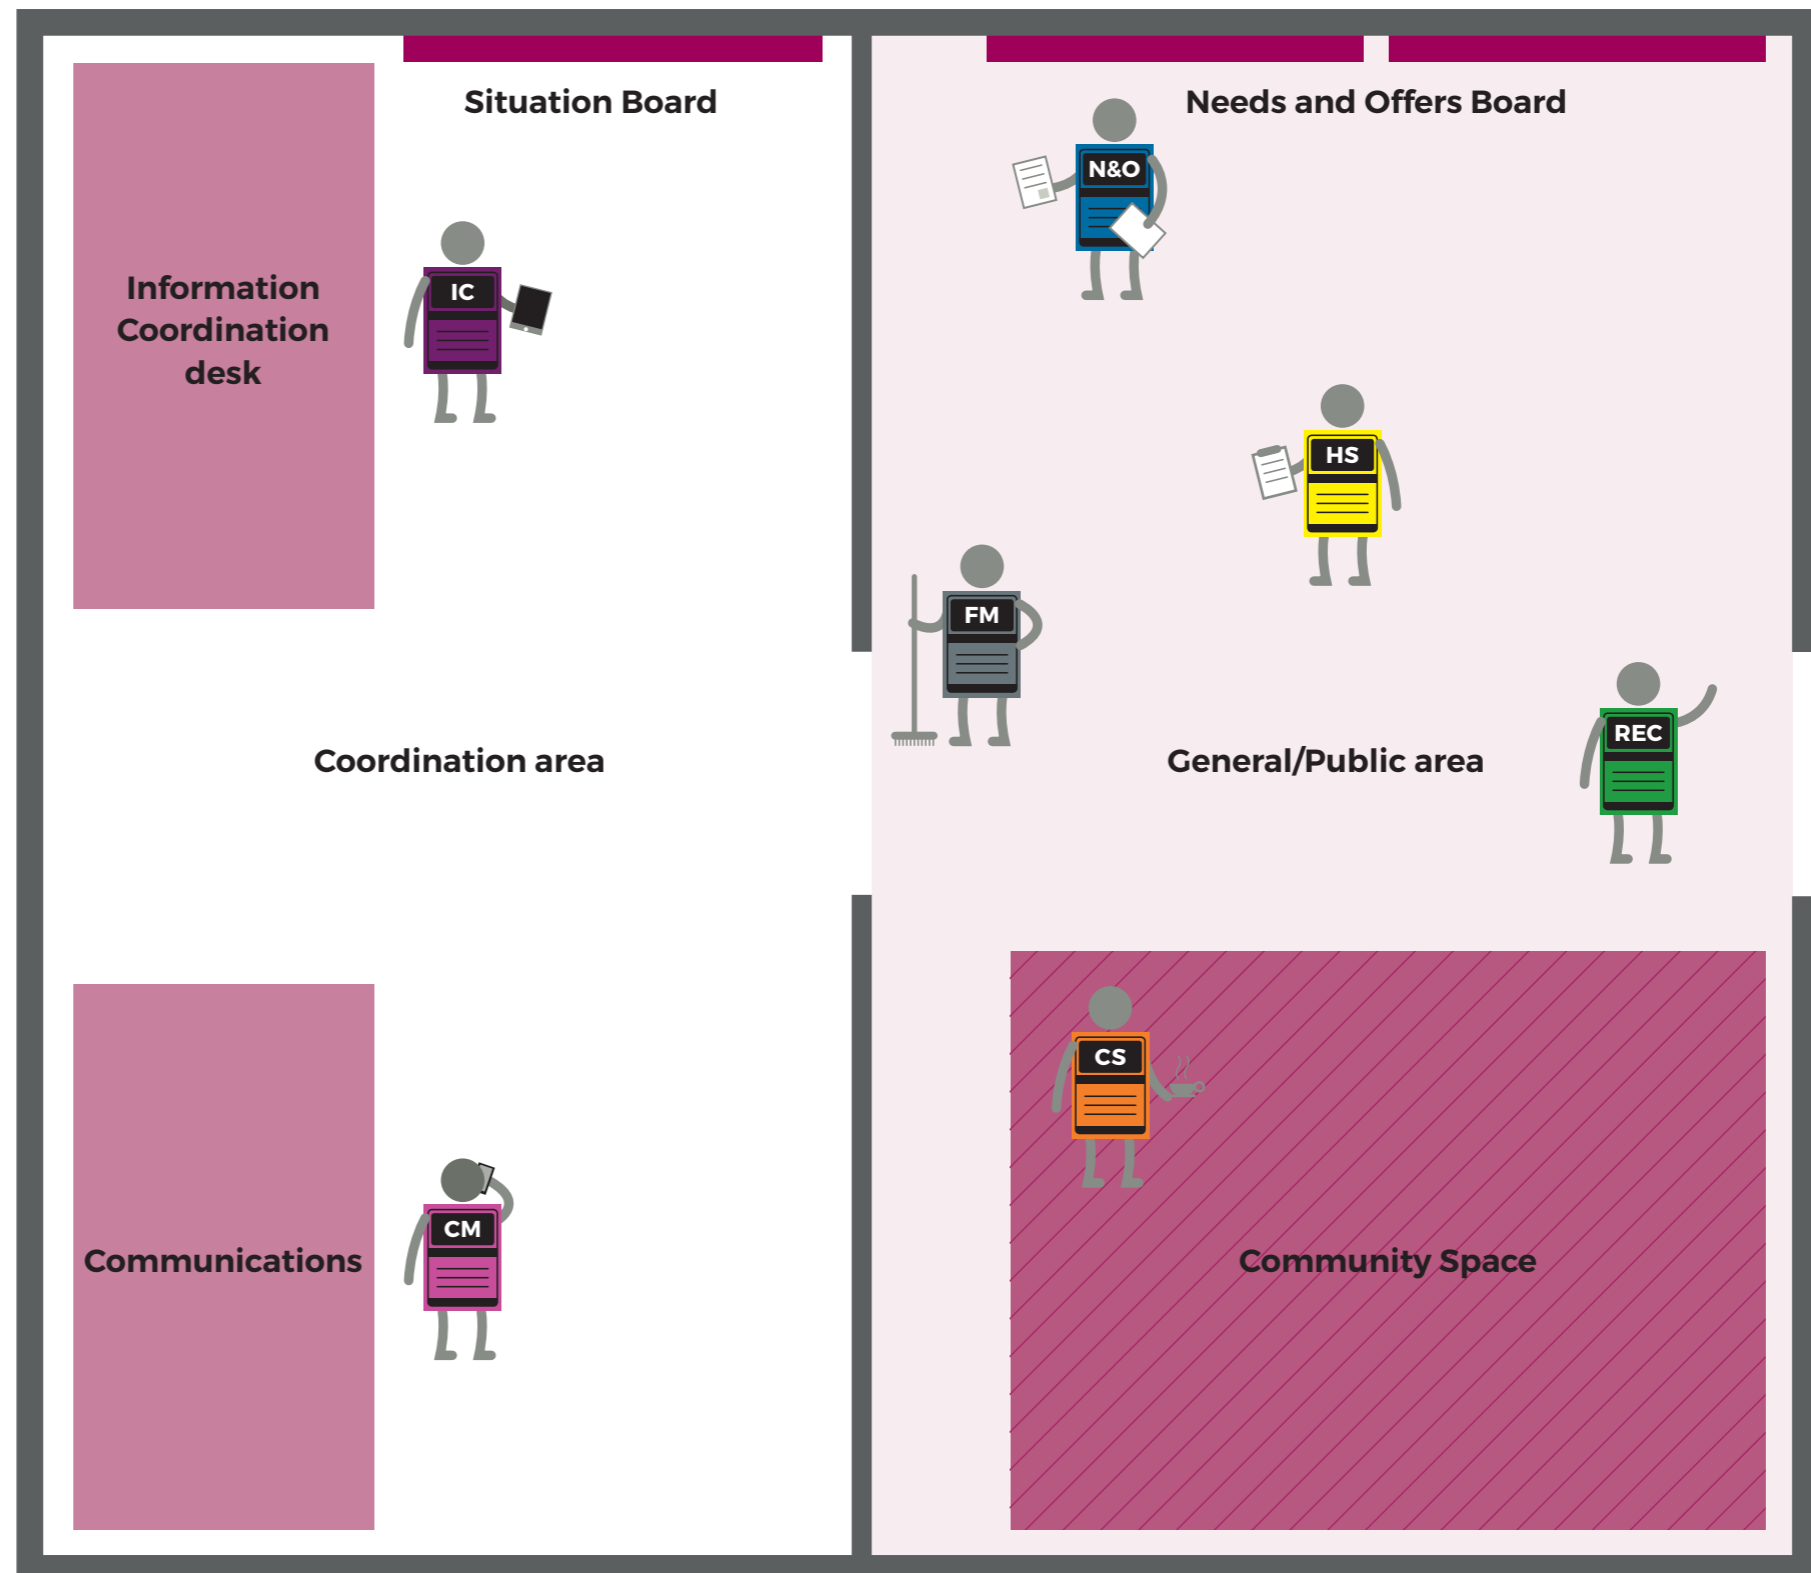 Situation Board
Needs and Offers Board
N&O
Information
Coordination
desk
IC
HS
FM
REC
Coordination area
General/Public area
CS
Communications
CM
Community Space